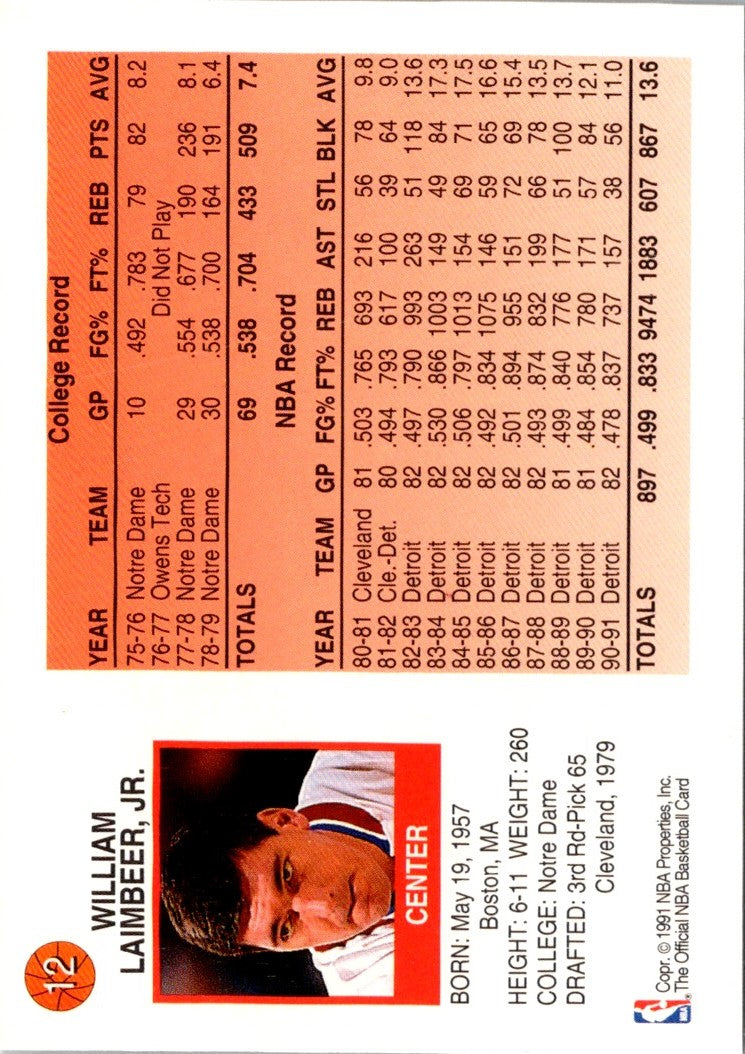 12
WILLIAM
LAIMBEER, JR.
CENTER
BORN: May 19, 1957
Boston, MA
HEIGHT: 6-11 WEIGHT: 260
COLLEGE: Notre Dame
DRAFTED: 3rd Rd-Pick 65
Cleveland, 1979
NBA
Copr. © 1991 NBA Properties, Inc.
The Official NBA Basketball Card
College Record
YEAR TEAM GP FG% FT% REB PTS AVG
75-76 Notre Dame 10 .492 .783 79 82 8.2
76-77 Owens Tech Did Not Play
77-78 Notre Dame 29 .554 .677 190 236 8.1
78-79 Notre Dame 30 .538 .700 164 191 6.4
TOTALS 69 .538 .704 433 509 7.4
NBA Record
YEAR TEAM GP FG% FT% REB AST STL BLK AVG
80-81 Cleveland 81 .503 .765 693 216 56 78 9.8
81-82 Cle.-Det. 80 .494 .793 617 100 39 64 9.0
82-83 Detroit 82 .497 .790 993 263 51 118 13.6
83-84 Detroit 82 .530 .866 1003 149 49 84 17.3
84-85 Detroit 82 .506 .797 1013 154 69 71 17.5
85-86 Detroit 82 .492 .834 1075 146 59 65 16.6
86-87 Detroit 82 .501 .894 955 151 72 69 15.4
87-88 Detroit 82 .493 .874 832 199 66 78 13.5
88-89 Detroit 81 .499 .840 776 177 51 100 13.7
89-90 Detroit 81 .484 .854 780 171 57 84 12.1
90-91 Detroit 82 .478 .837 737 157 38 56 11.0
TOTALS 897 .499 .833 9474 1883 607 867 13.6